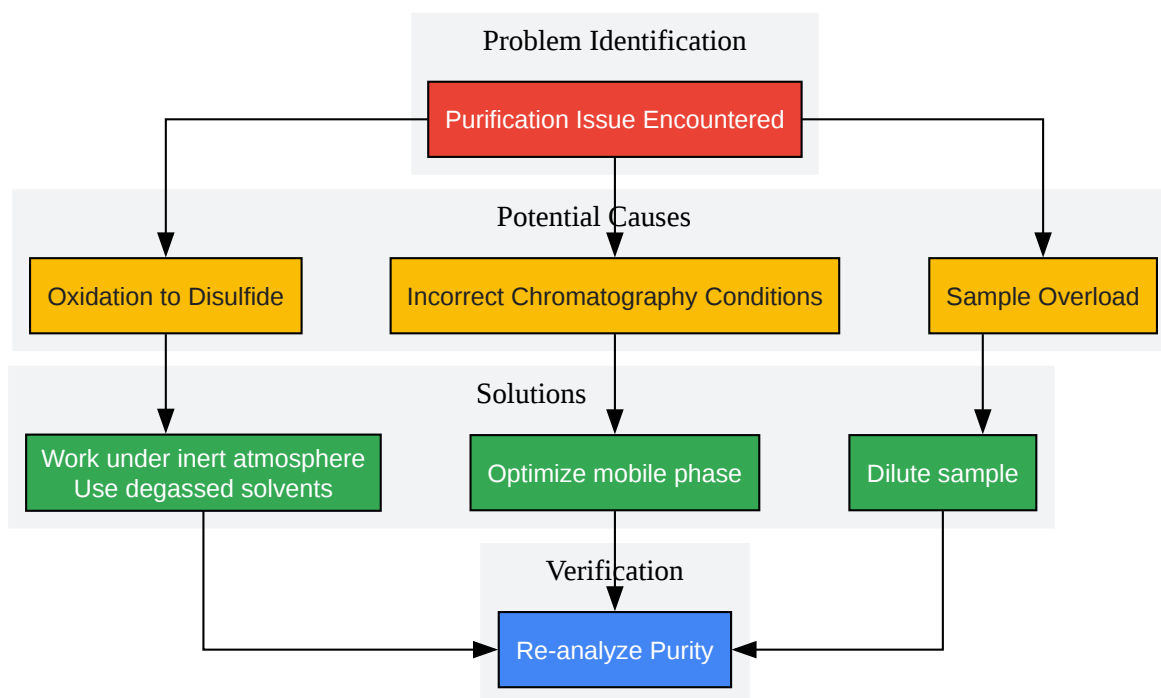 Problem Identification
Purification Issue Encountered
Potential Causes
Oxidation to Disulfide
Incorrect Chromatography Conditions
Sample Overload
Solutions
Work under inert atmosphere
Use degassed solvents
Optimize mobile phase
Dilute sample
Verification
Re-analyze Purity